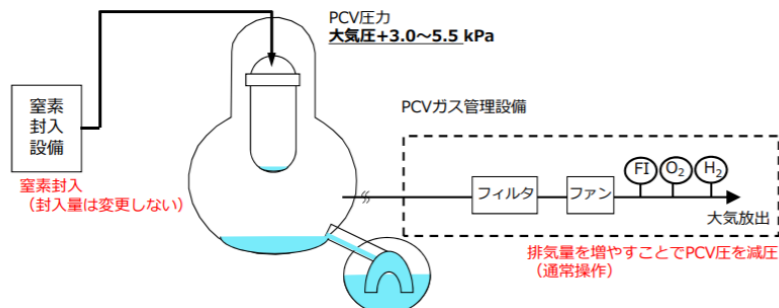 PCV圧力
大気圧+3.0～5.5 kPa
窒素
封入
設備
窒素封入
（封入量は変更しない）
PCVガス管理設備
フィルタ
ファン
FI
O2
H2
大気放出
排気量を増やすことでPCV圧を減圧
（通常操作）